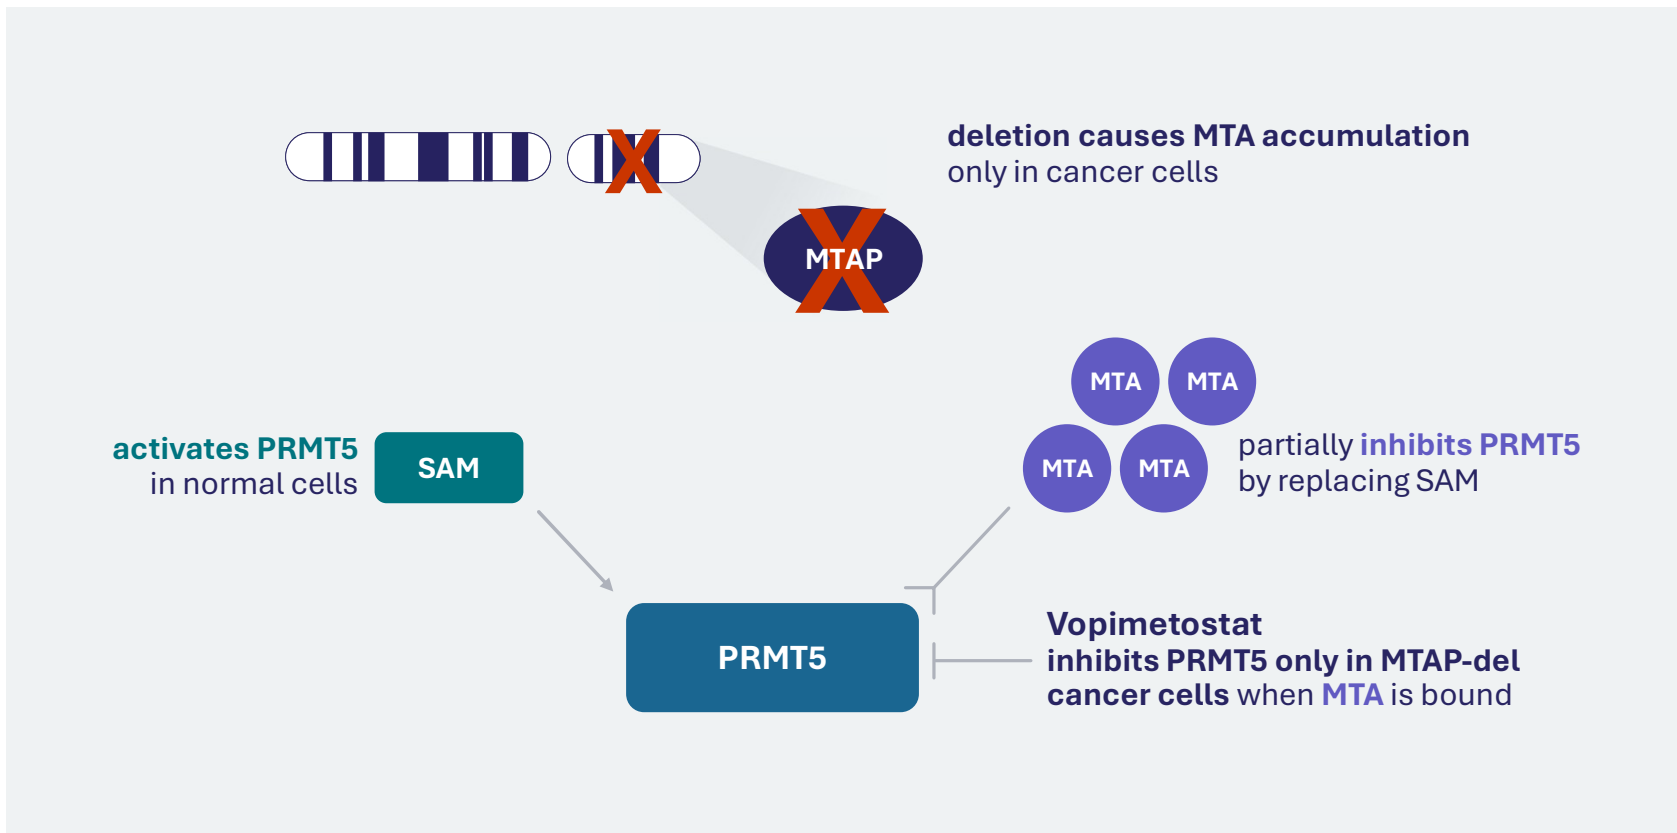 deletion causes MTA accumulation
only in cancer cells
MTAP
MTA
MTA
MTA
MTA
partially inhibits PRMT5
by replacing SAM
activates PRMT5
in normal cells
SAM
PRMT5
Vopimetostat
inhibits PRMT5 only in MTAP-del
cancer cells when MTA is bound